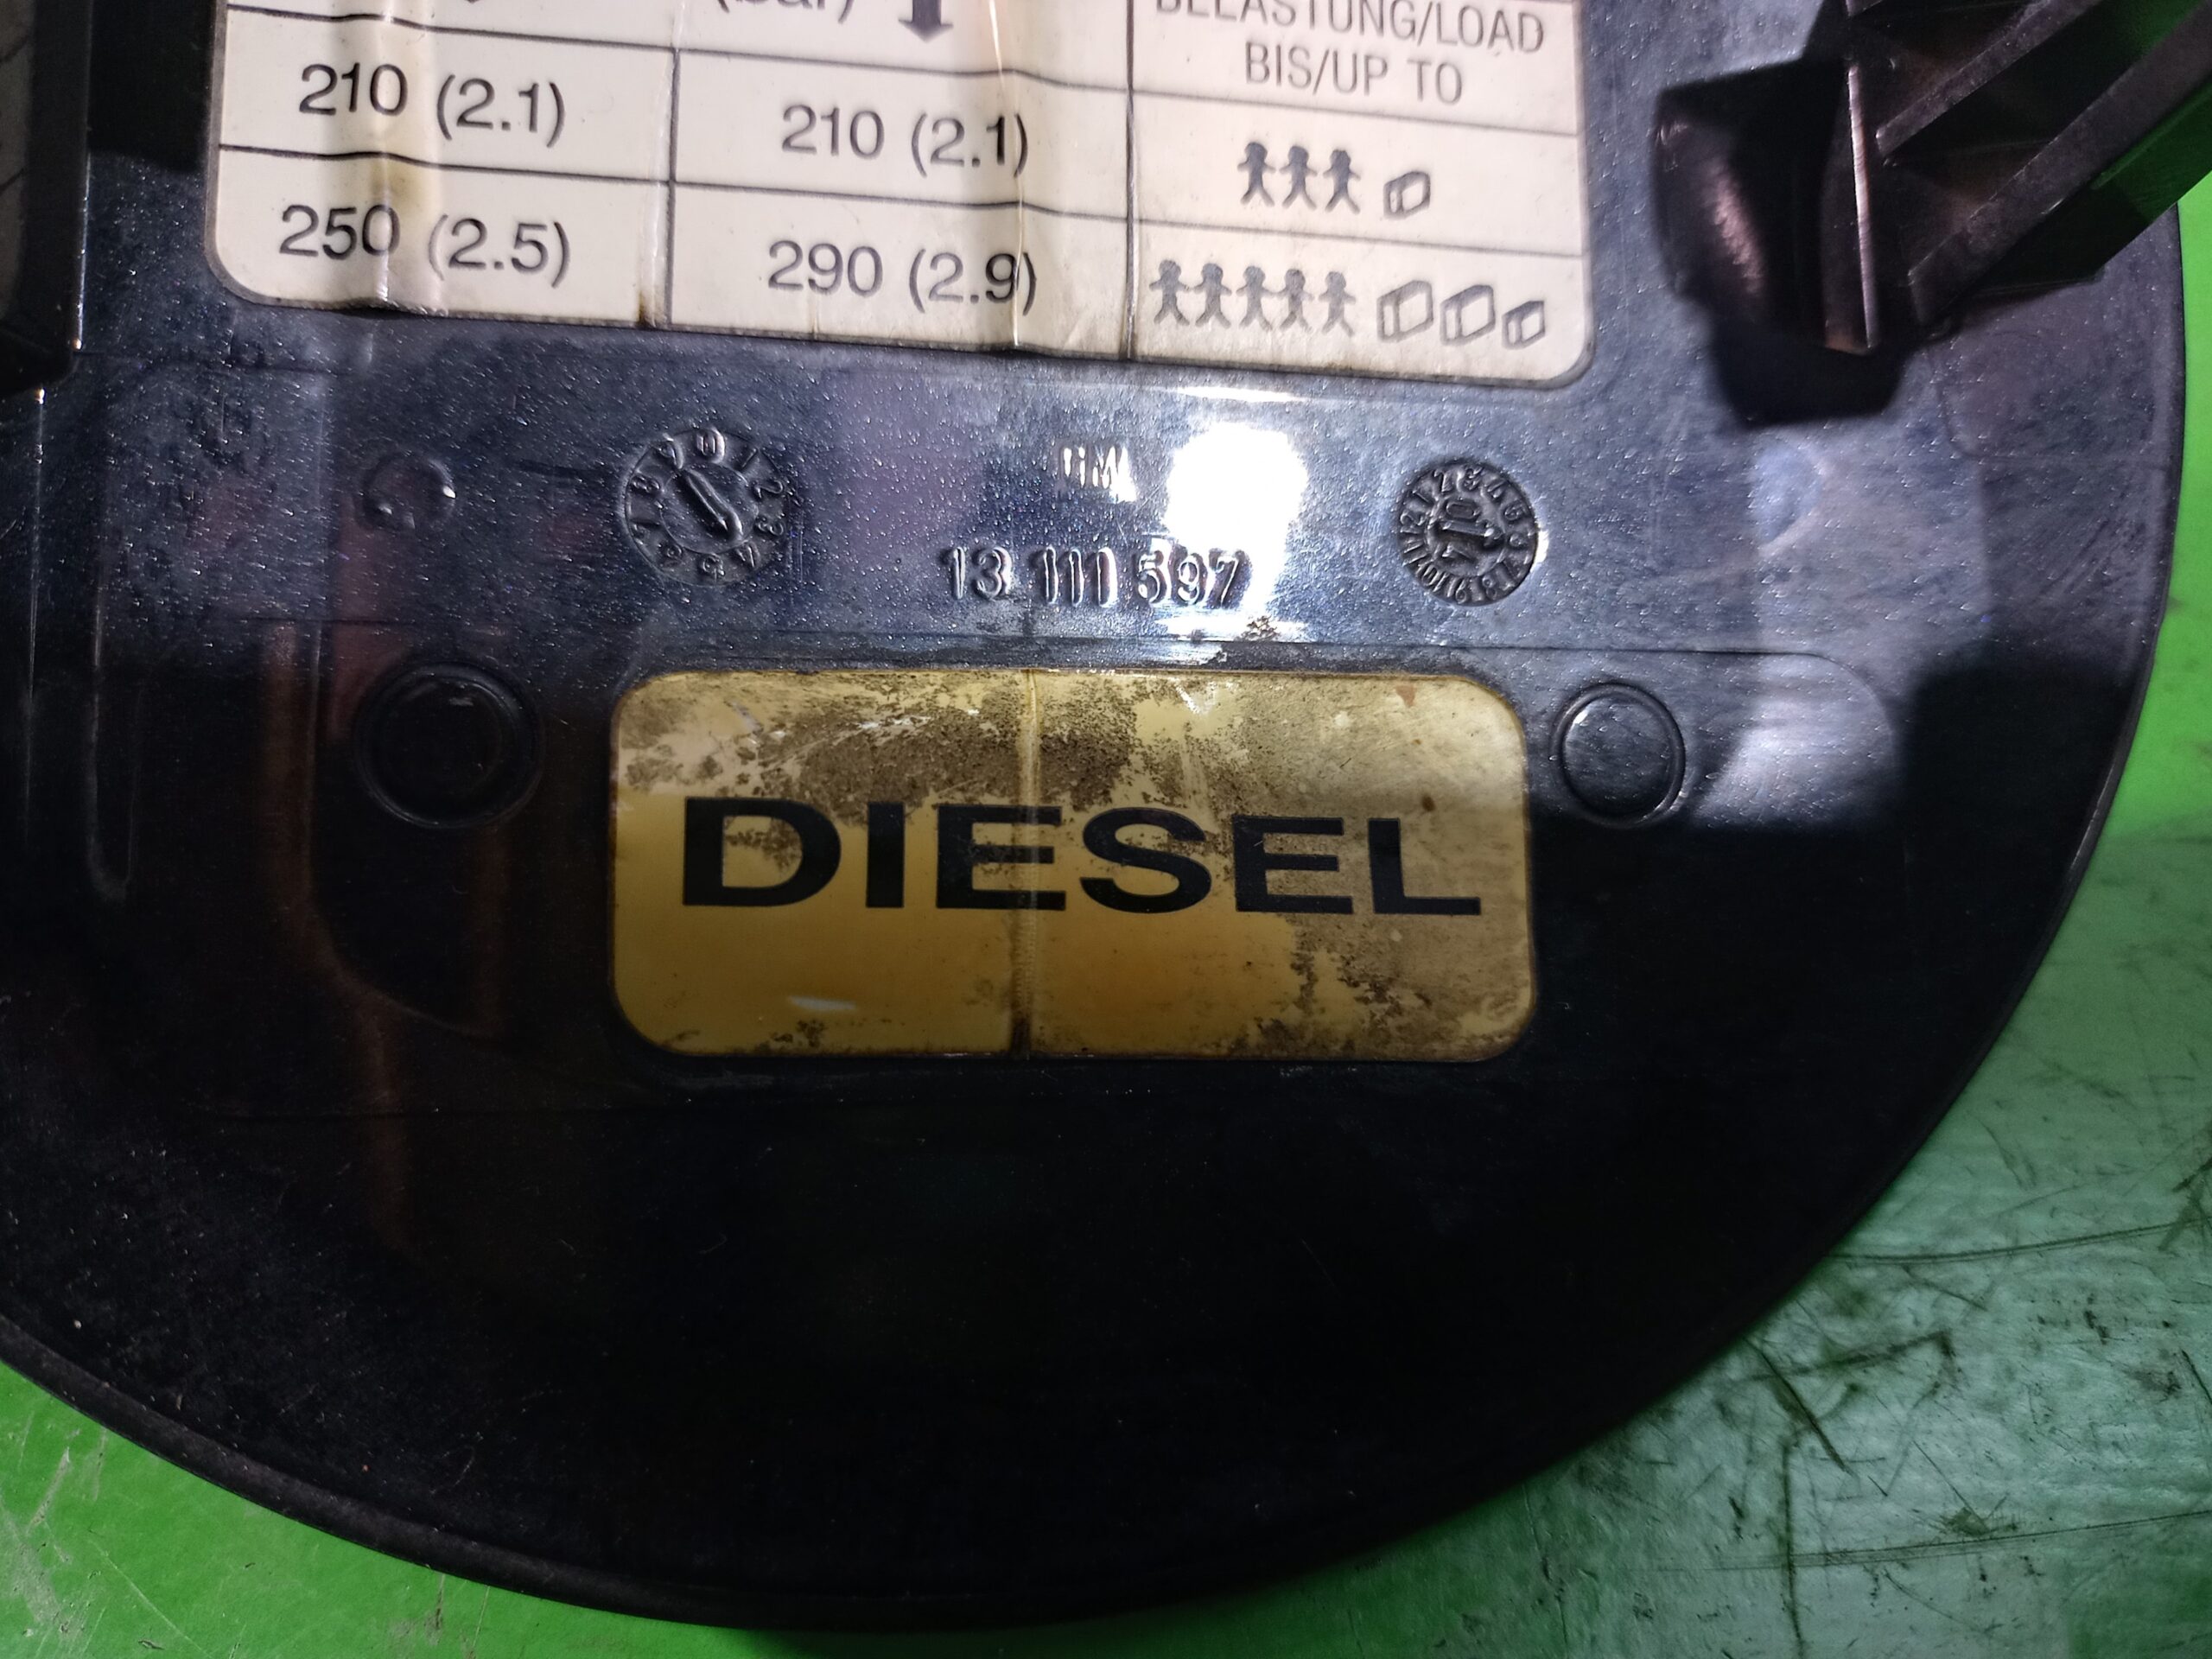 (bar)
BELASTUNG/LOAD
BIS/UP TO
210 (2.1) 210 (2.1)
250 (2.5) 290 (2.9)
13 111 597
DIESEL